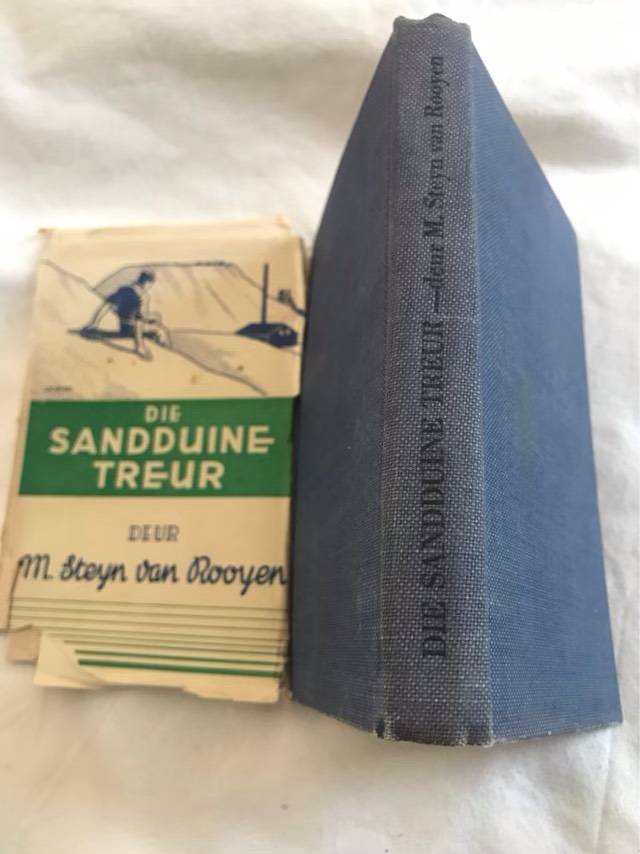 DIE
SANDDUINE
TREUR
DEUR
M. Steyn van Rooyen
DIE SANDDUINE TREUR —deur M. Steyn van Rooyen